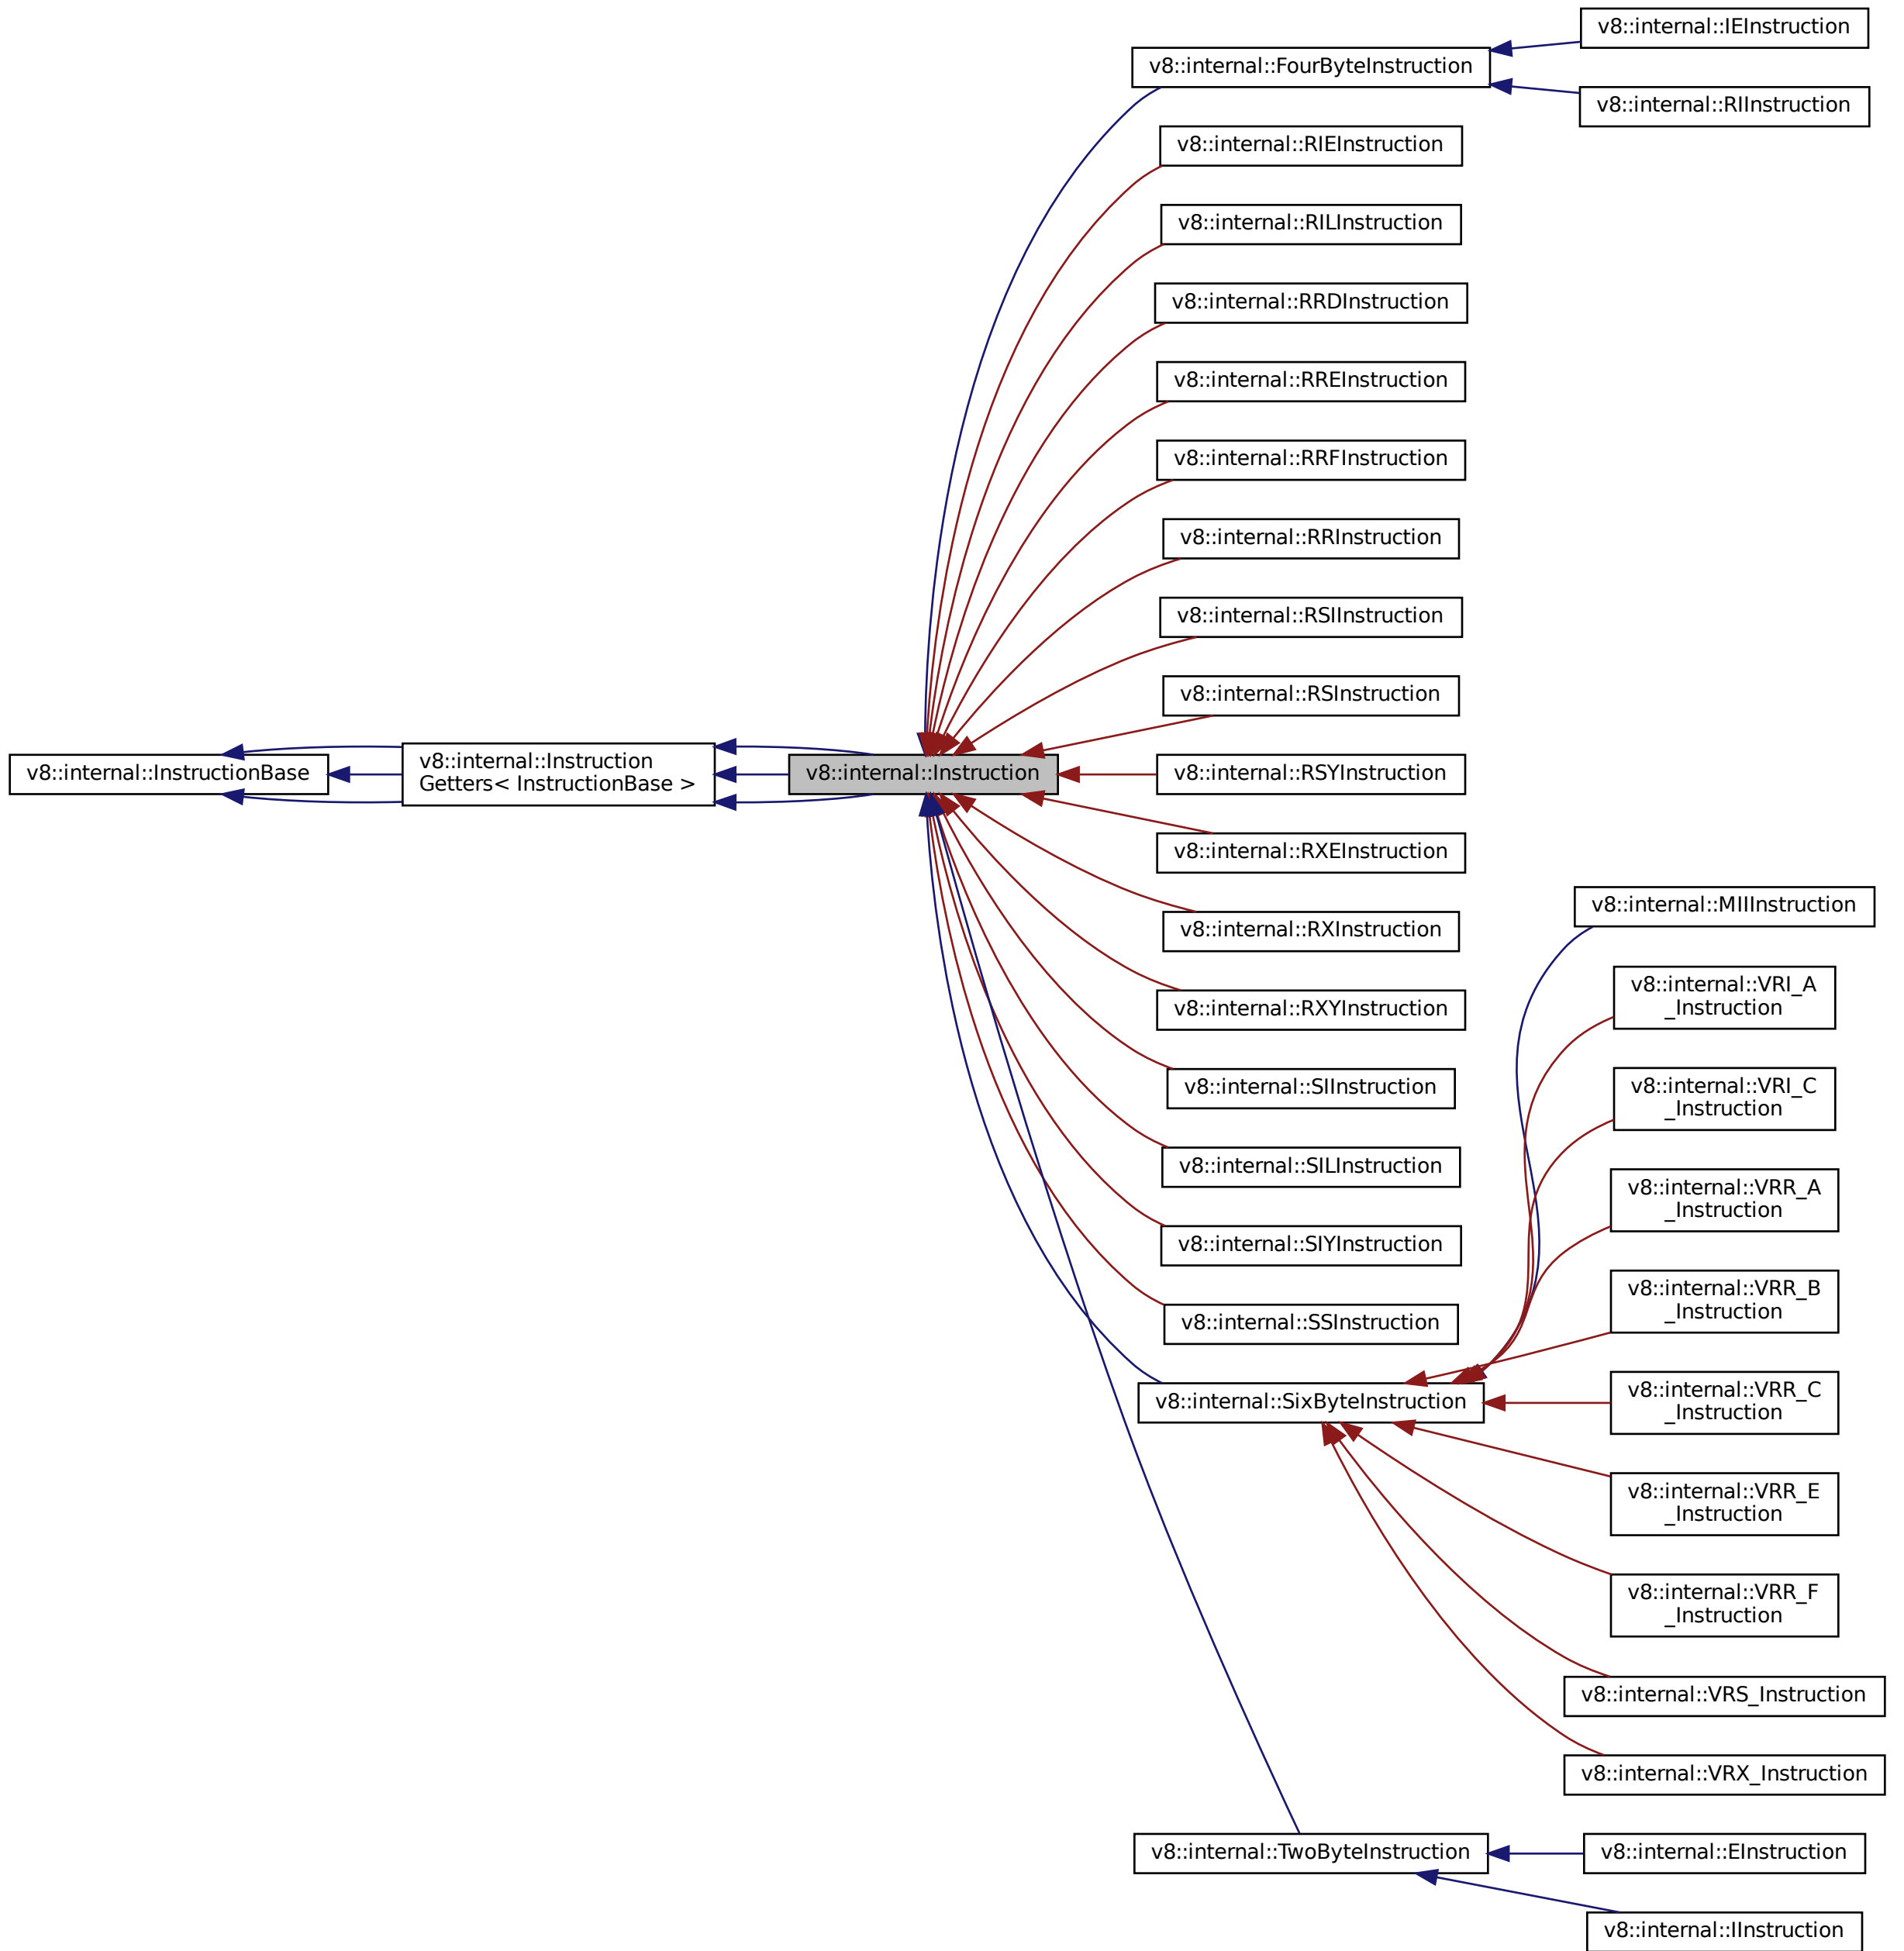 v8::internal::IEInstruction
v8::internal::FourByteInstruction
v8::internal::RIInstruction
v8::internal::RIEInstruction
v8::internal::RILInstruction
v8::internal::RRDInstruction
v8::internal::RREInstruction
v8::internal::RRFInstruction
v8::internal::RRInstruction
v8::internal::RSIInstruction
v8::internal::RSInstruction
v8::internal::InstructionBase
v8::internal::Instruction
Getters< InstructionBase >
v8::internal::Instruction
v8::internal::RSYInstruction
v8::internal::RXEInstruction
v8::internal::MIIInstruction
v8::internal::RXInstruction
v8::internal::VRI_A
_Instruction
v8::internal::RXYInstruction
v8::internal::SIInstruction
v8::internal::VRI_C
_Instruction
v8::internal::SILInstruction
v8::internal::VRR_A
_Instruction
v8::internal::SIYInstruction
v8::internal::VRR_B
_Instruction
v8::internal::SSInstruction
v8::internal::SixByteInstruction
v8::internal::VRR_C
_Instruction
v8::internal::VRR_E
_Instruction
v8::internal::VRR_F
_Instruction
v8::internal::VRS_Instruction
v8::internal::VRX_Instruction
v8::internal::TwoByteInstruction
v8::internal::EInstruction
v8::internal::IInstruction